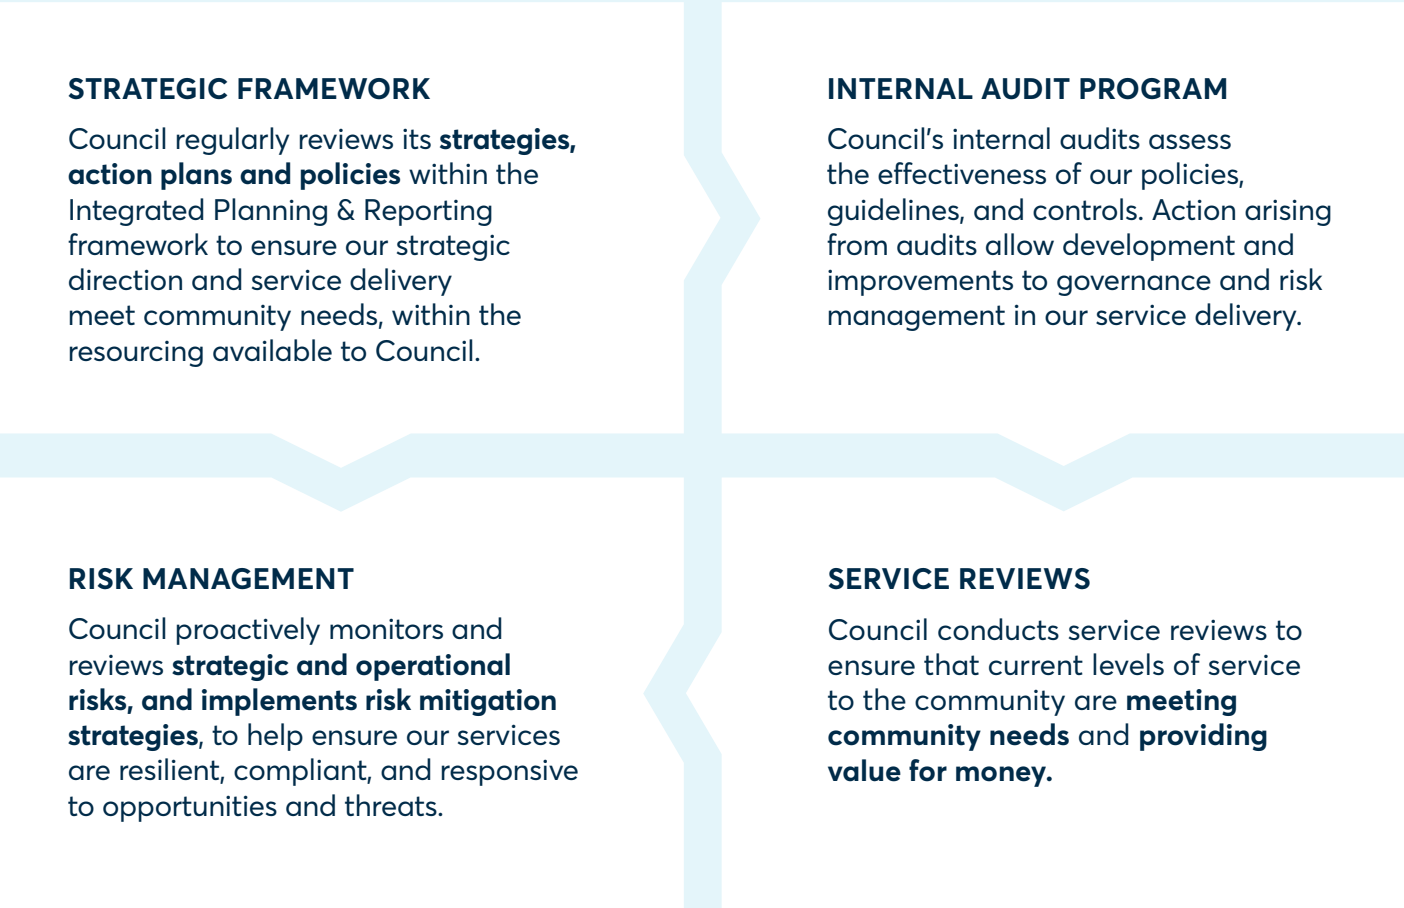 STRATEGIC FRAMEWORK
Council regularly reviews its strategies,
action plans and policies within the
Integrated Planning & Reporting
framework to ensure our strategic
direction and service delivery
meet community needs, within the
resourcing available to Council.
INTERNAL AUDIT PROGRAM
Council’s internal audits assess
the effectiveness of our policies,
guidelines, and controls. Action arising
from audits allow development and
improvements to governance and risk
management in our service delivery.
RISK MANAGEMENT
Council proactively monitors and
reviews strategic and operational
risks, and implements risk mitigation
strategies, to help ensure our services
are resilient, compliant, and responsive
to opportunities and threats.
SERVICE REVIEWS
Council conducts service reviews to
ensure that current levels of service
to the community are meeting
community needs and providing
value for money.